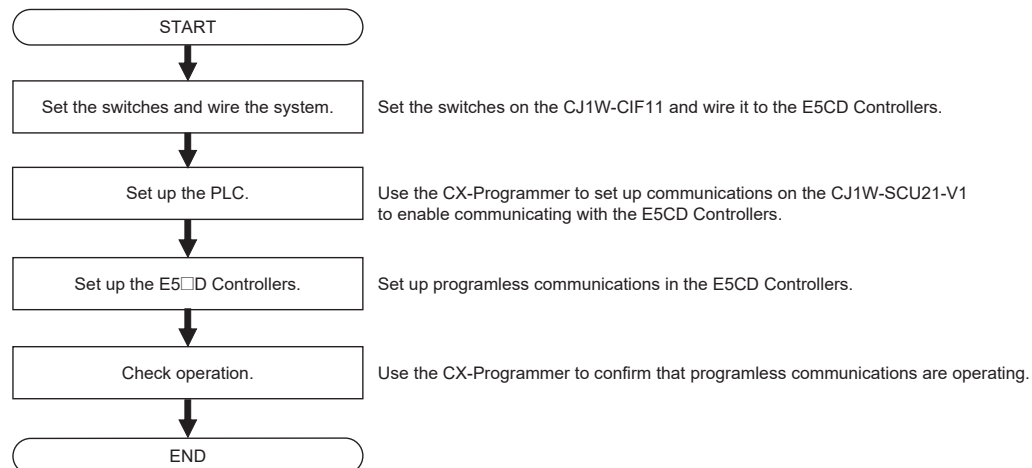 START
Set the switches and wire the system.
Set the switches on the CJ1W-CIF11 and wire it to the E5CD Controllers.
Set up the PLC.
Use the CX-Programmer to set up communications on the CJ1W-SCU21-V1
to enable communicating with the E5CD Controllers.
Set up the E5□D Controllers.
Set up programless communications in the E5CD Controllers.
Check operation.
Use the CX-Programmer to confirm that programless communications are operating.
END